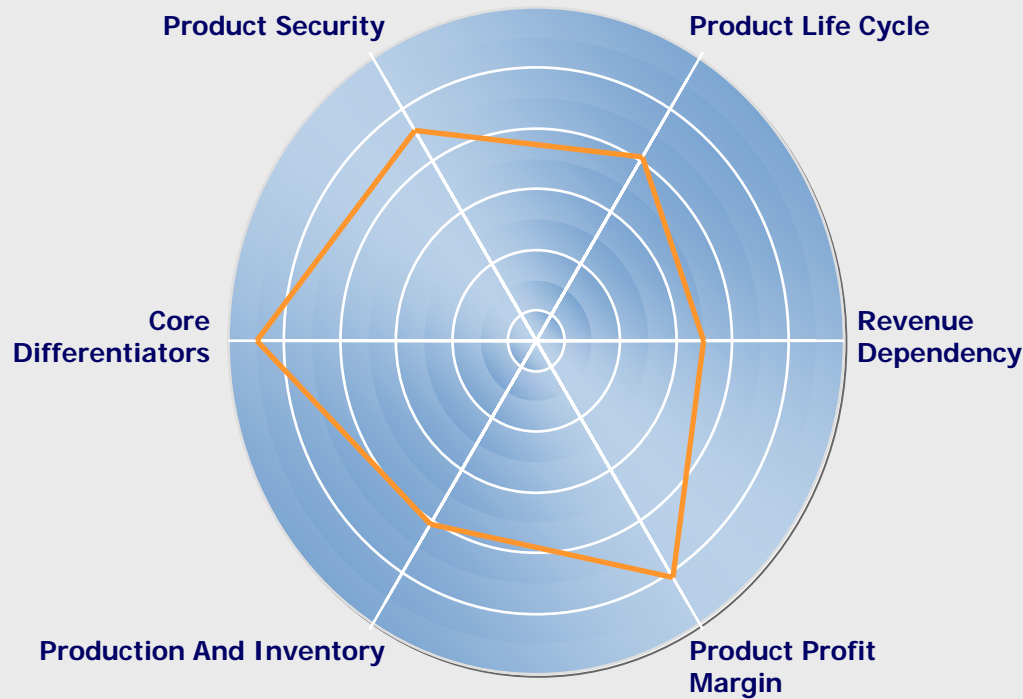 Product Security
Product Life Cycle
Core
Differentiators
Revenue
Dependency
Production And Inventory
Product Profit
Margin